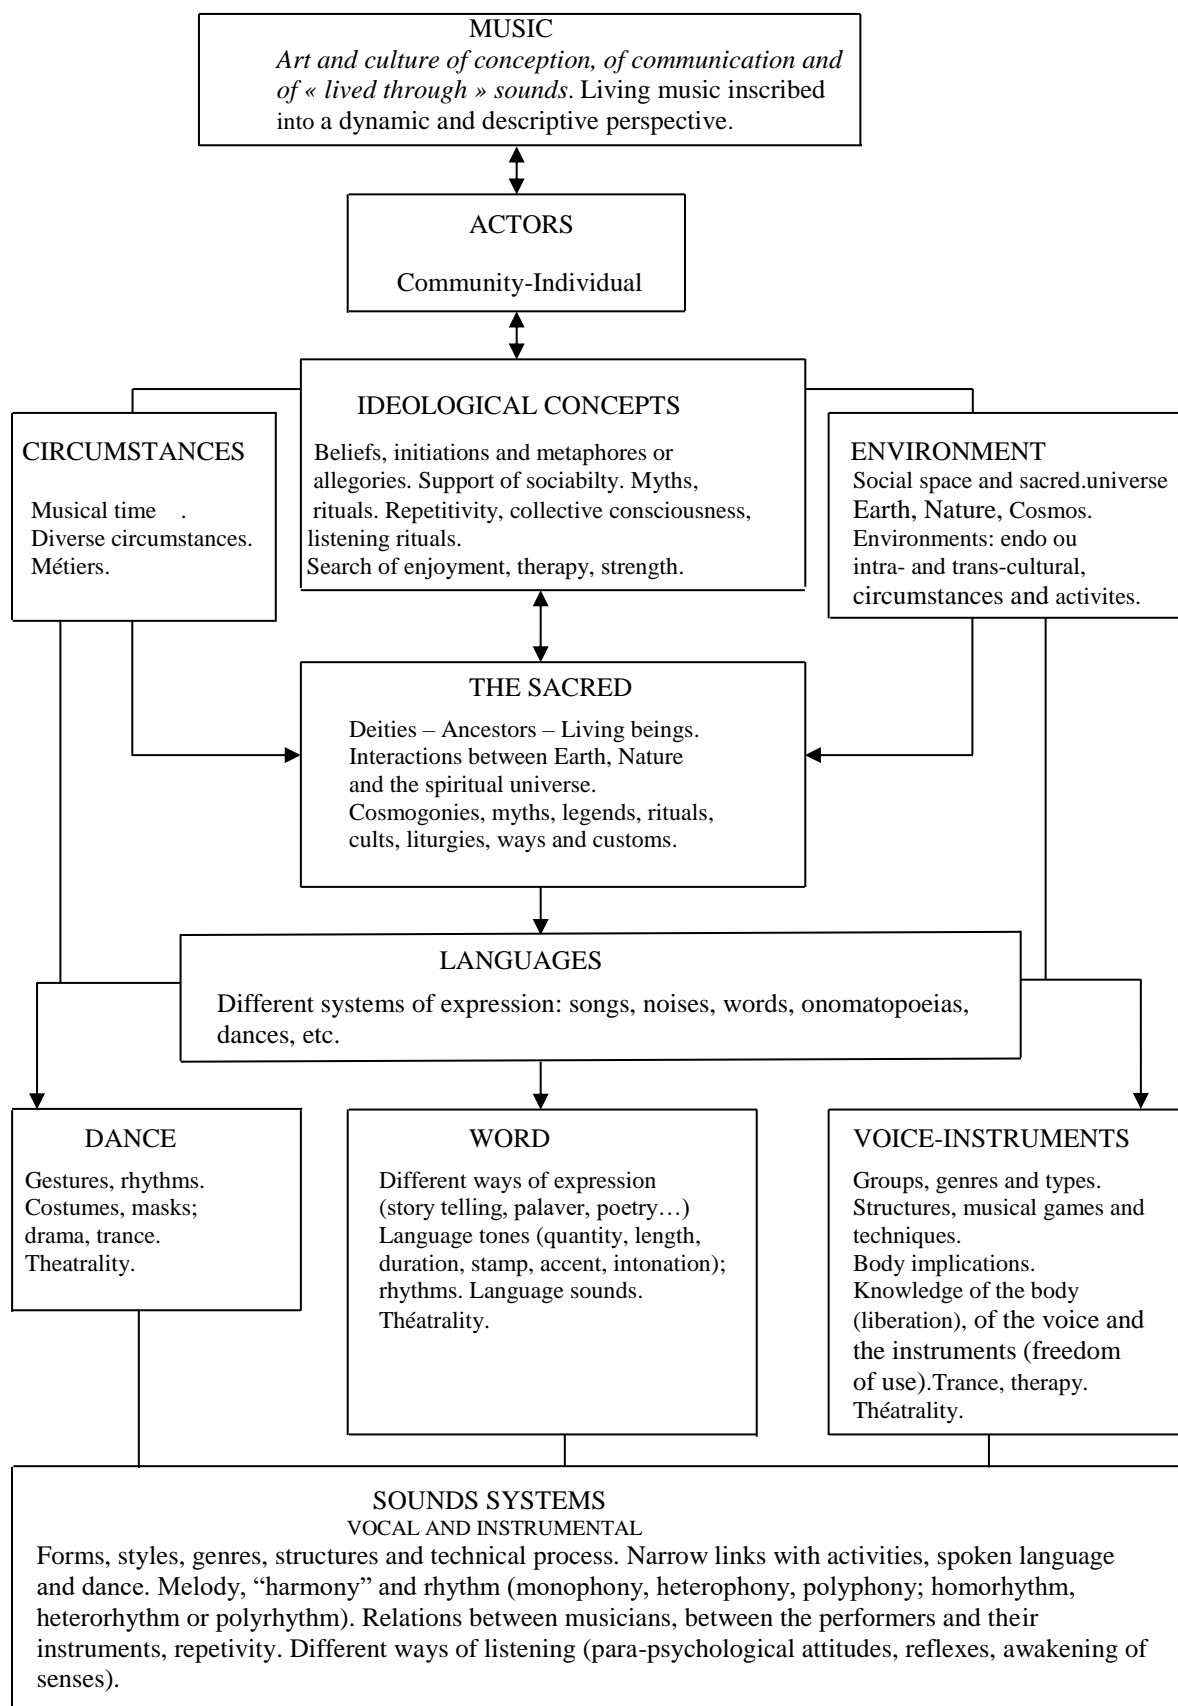 MUSIC
Art and culture of conception, of communication and
of « lived through » sounds. Living music inscribed
into a dynamic and descriptive perspective.
ACTORS
Community-Individual
IDEOLOGICAL CONCEPTS
Beliefs, initiations and metaphores or
allegories. Support of sociabilty. Myths,
rituals. Repetitivity, collective consciousness,
listening rituals.
Search of enjoyment, therapy, strength.
CIRCUMSTANCES
Musical time .
Diverse circumstances.
Métiers.
ENVIRONMENT
Social space and sacred.universe
Earth, Nature, Cosmos.
Environments: endo ou
intra- and trans-cultural,
circumstances and activites.
THE SACRED
Deities – Ancestors – Living beings.
Interactions between Earth, Nature
and the spiritual universe.
Cosmogonies, myths, legends, rituals,
cults, liturgies, ways and customs.
LANGUAGES
Different systems of expression: songs, noises, words, onomatopoeias,
dances, etc.
DANCE
Gestures, rhythms.
Costumes, masks;
drama, trance.
Theatrality.
WORD
Different ways of expression
(story telling, palaver, poetry…)
Language tones (quantity, length,
duration, stamp, accent, intonation);
rhythms. Language sounds.
Théatrality.
VOICE-INSTRUMENTS
Groups, genres and types.
Structures, musical games and
techniques.
Body implications.
Knowledge of the body
(liberation), of the voice and
the instruments (freedom
of use).Trance, therapy.
Théatrality.
SOUNDS SYSTEMS
VOCAL AND INSTRUMENTAL
Forms, styles, genres, structures and technical process. Narrow links with activities, spoken language
and dance. Melody, “harmony” and rhythm (monophony, heterophony, polyphony; homorhythm,
heterorhythm or polyrhythm). Relations between musicians, between the performers and their
instruments, repetivity. Different ways of listening (para-psychological attitudes, reflexes, awakening of
senses).